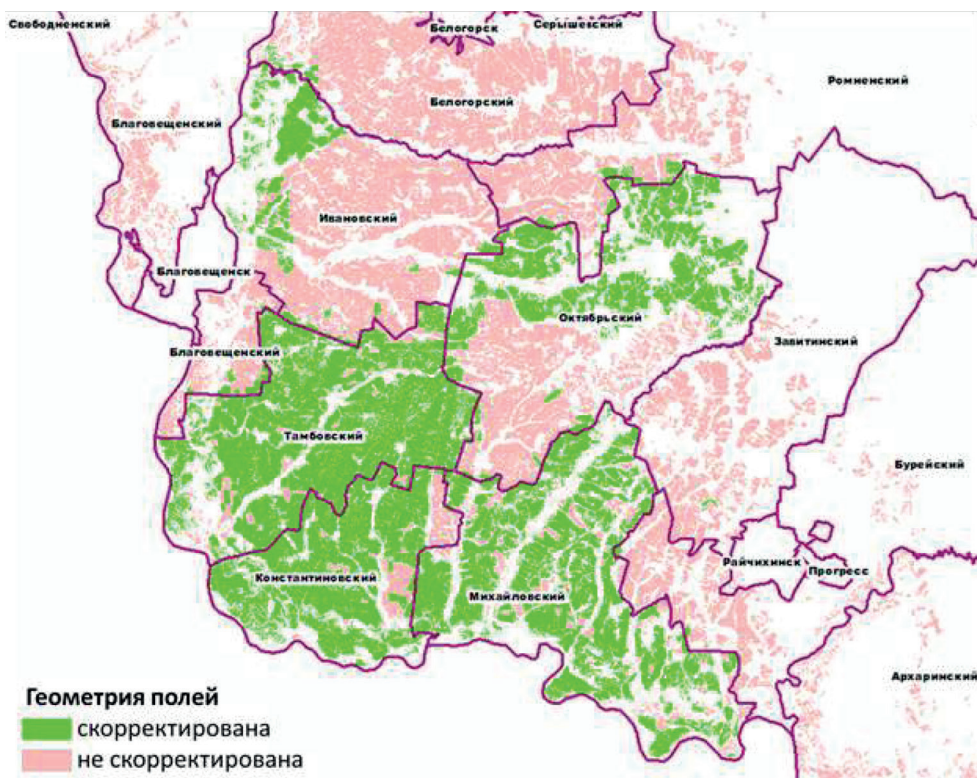 Свободненский
Белогорск
Серышевский
Ромненский
Белогорский
Благовещенский
Ивановский
Благовещенск
Октябрьский
Завитинский
Благовещенский
Тамбовский
Бурейский
Райчихинск
Прогресс
Константиновский
Михайловский
Архаринский
Геометрия полей
скорректирована
не скорректирована